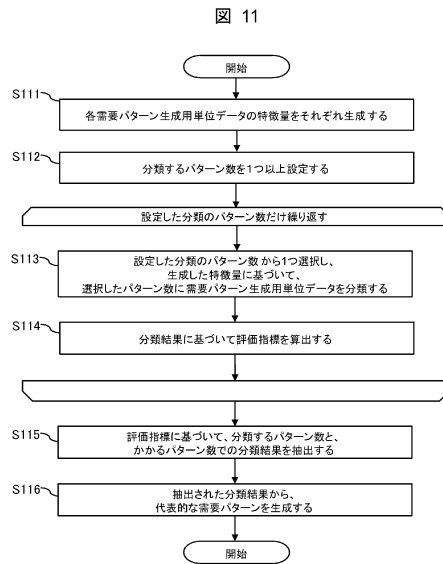 図 11
開始
S111
各需要パターン生成用単位データの特徴量をそれぞれ生成する
S112
分類するパターン数を1つ以上設定する
設定した分類のパターン数だけ繰り返す
S113
設定した分類のパターン数から1つ選択し、
生成した特徴量に基づいて、
選択したパターン数に需要パターン生成用単位データを分類する
S114
分類結果に基づいて評価指標を算出する
S115
評価指標に基づいて、分類するパターン数と、
かかるパターン数での分類結果を抽出する
S116
抽出された分類結果から、
代表的な需要パターンを生成する
開始